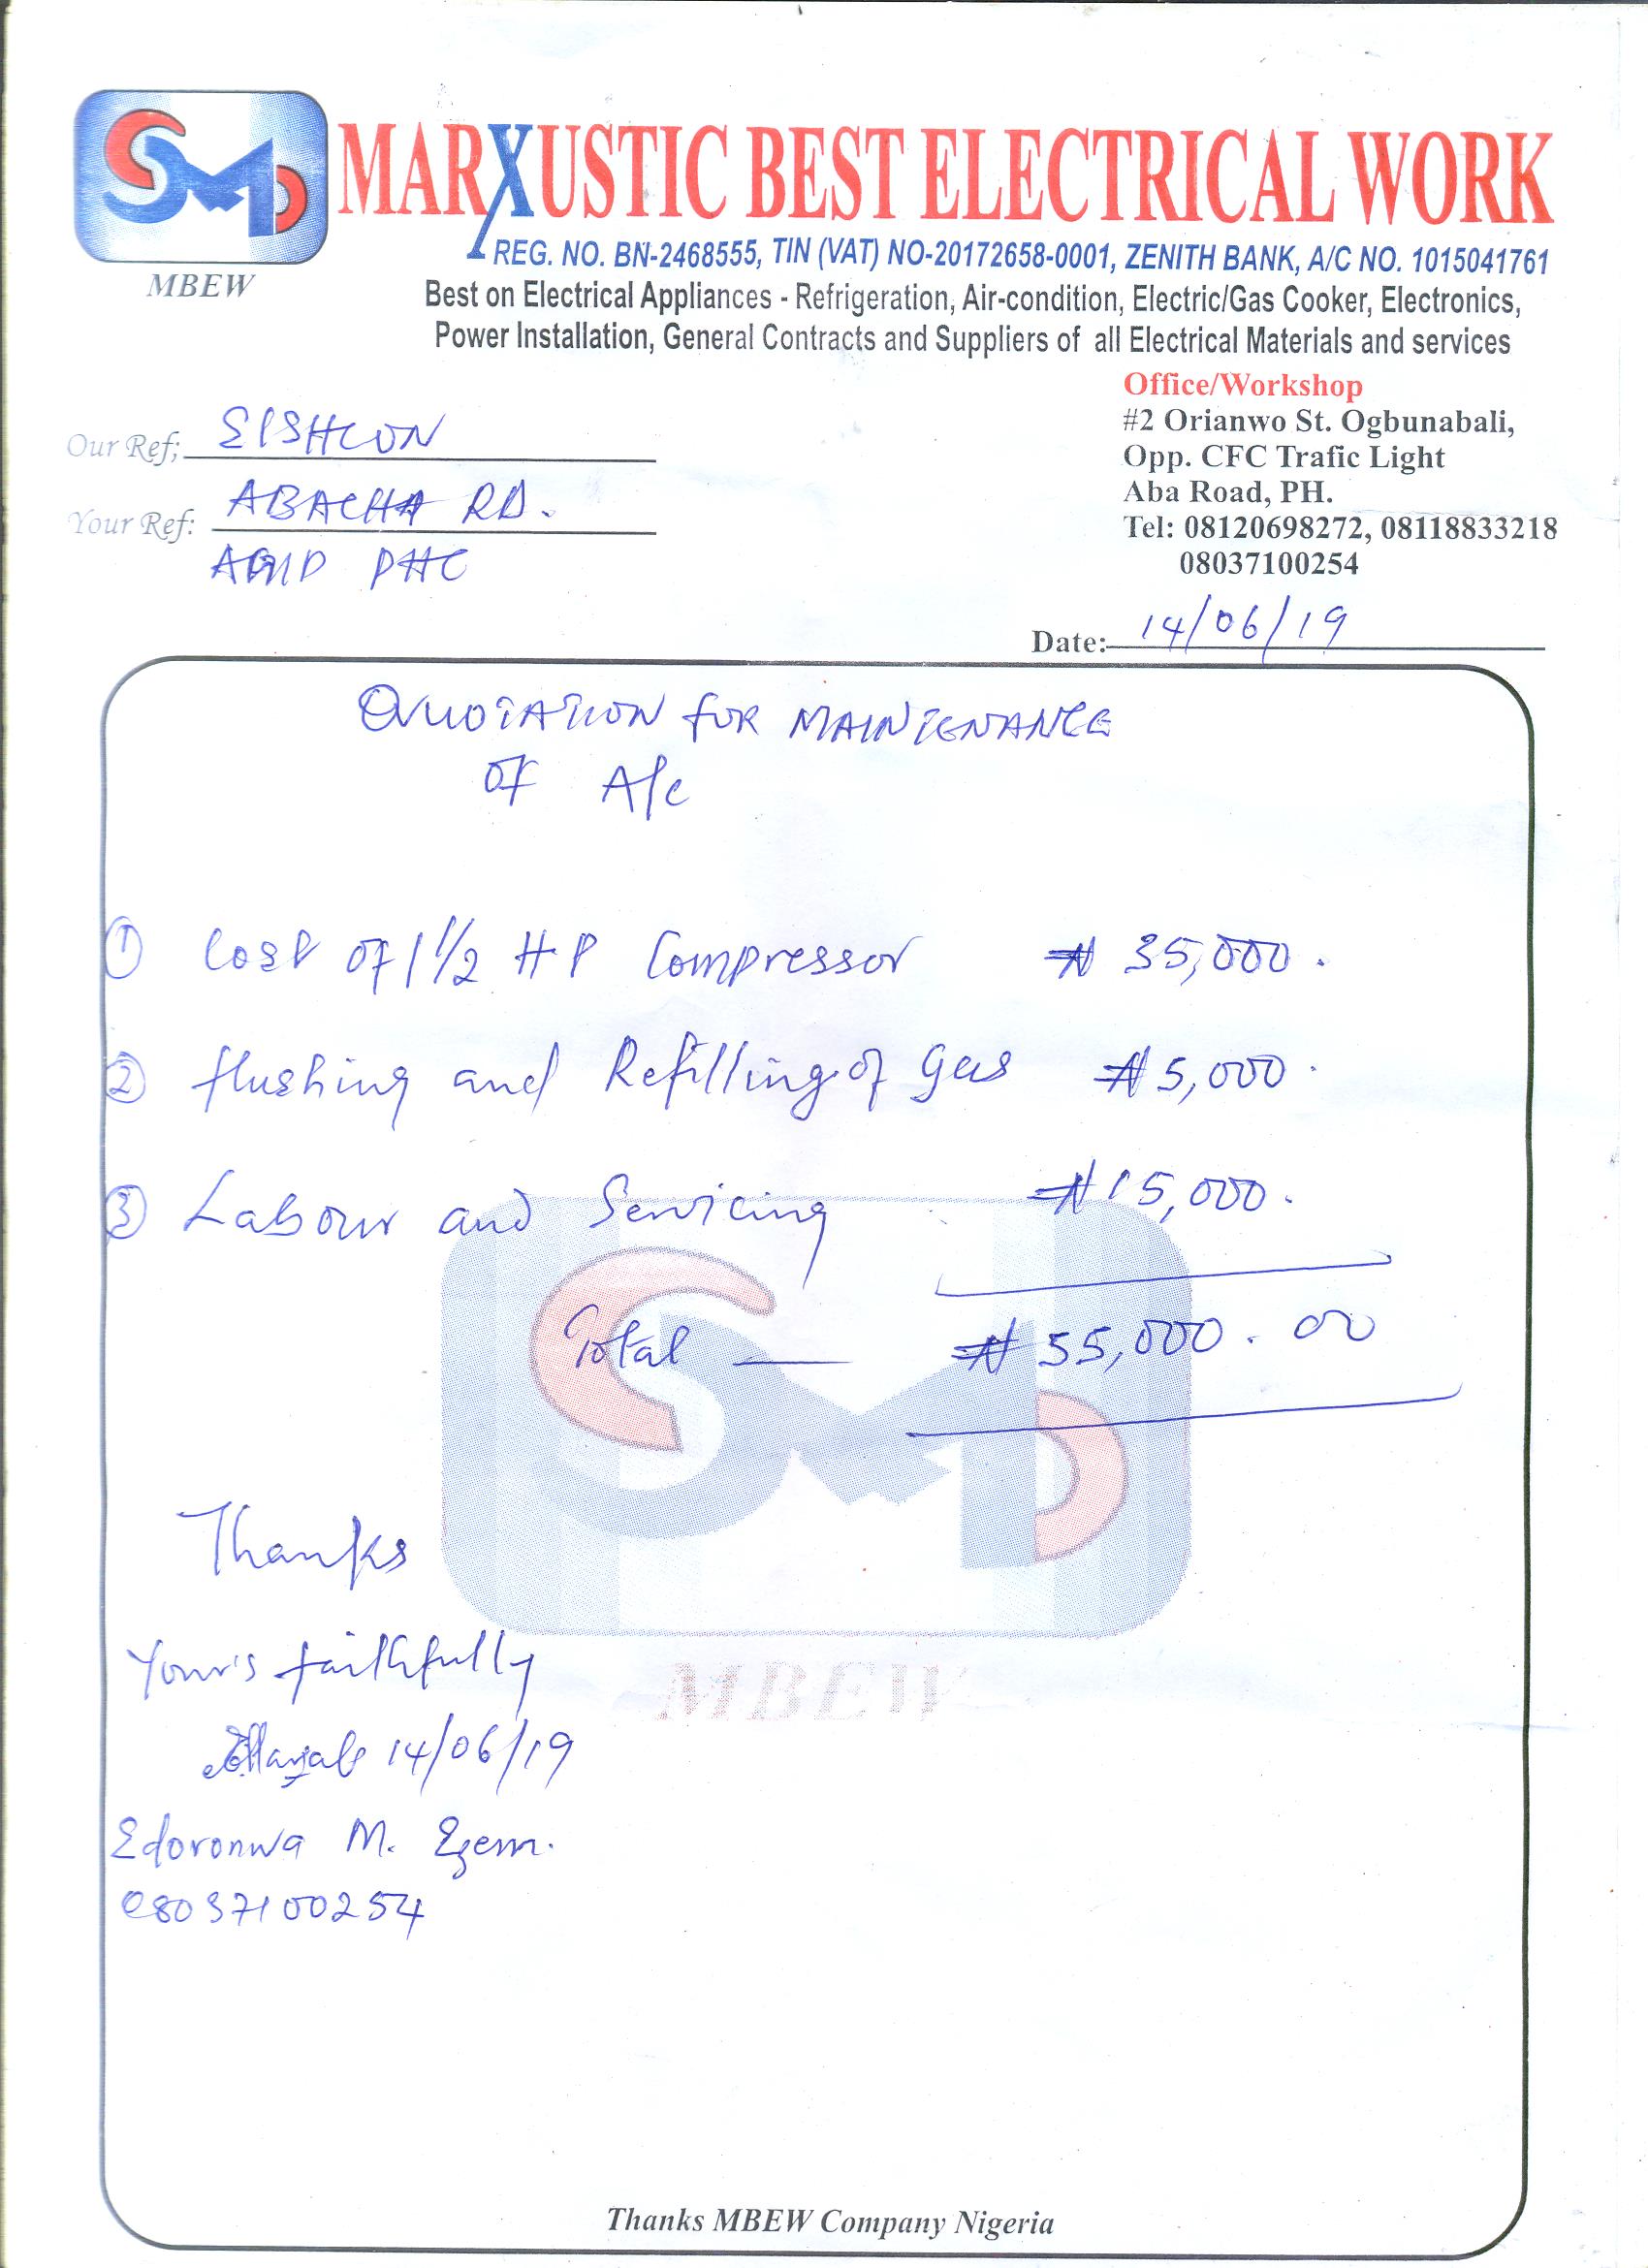 MBEW
MARXUSTIC BEST ELECTRICAL WORK
REG. NO. BN-2468555, TIN (VAT) NO-20172658-0001, ZENITH BANK, A/C NO. 1015041761
Best on Electrical Appliances - Refrigeration, Air-condition, Electric/Gas Cooker, Electronics,
Power Installation, General Contracts and Suppliers of all Electrical Materials and services
Office/Workshop
#2 Orianwo St. Ogbunabali,
Opp. CFC Trafic Light
Aba Road, PH.
Tel: 08120698272, 08118833218
08037100254
Our Ref;
Your Ref: ABACHA RD.
PHC
Date: 14/06/19
QUOTATION FOR MAINTENANCE
OF A/c
① Cost of 1 1/2 HP Compressor ₦ 35,000.
② flushing and Refilling of Gas ₦ 5,000.
③ Labour and Servicing ₦ 15,000.
Total — ₦ 55,000.00
Thanks
Your's faithfully
14/06/19
Edoronwa M. Ezem.
08037100254
MBEW
Thanks MBEW Company Nigeria